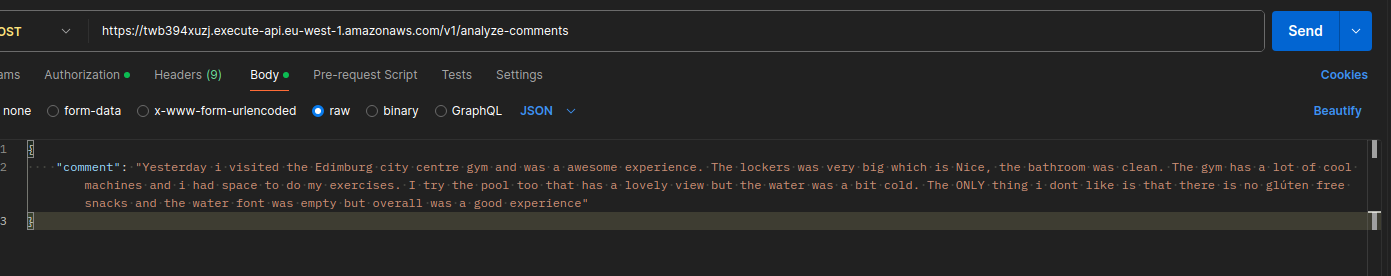 OST https://twb394xuzj.execute-api.eu-west-1.amazonaws.com/v1/analyze-comments Send
ams Authorization Headers (9) Body Pre-request Script Tests Settings Cookies
none form-data x-www-form-urlencoded raw binary GraphQL JSON Beautify
1 {
2 "comment": "Yesterday i visited the Edimburg city centre gym and was a awesome experience. The lockers was very big which is Nice, the bathroom was clean. The gym has a lot of cool
machines and i had space to do my exercises. I try the pool too that has a lovely view but the water was a bit cold. The ONLY thing i dont like is that there is no glúten free
snacks and the water font was empty but overall was a good experience"
3 }